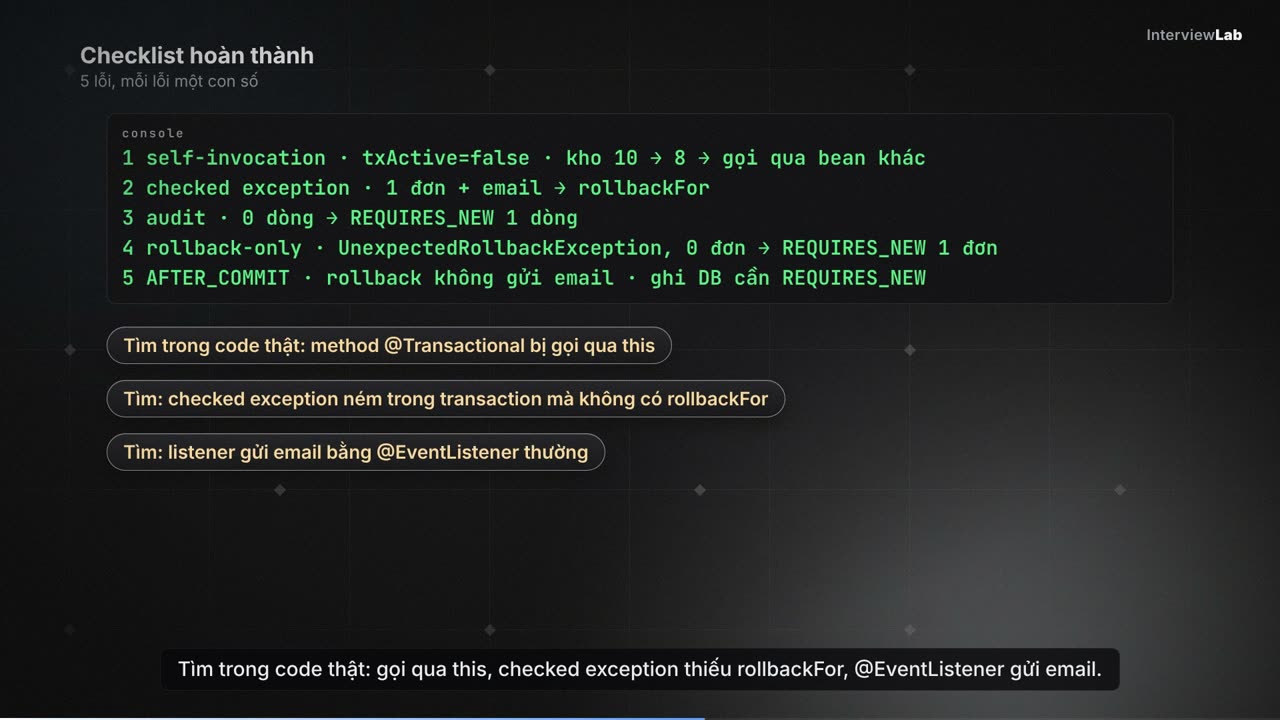 InterviewLab
Checklist hoàn thành
5 lỗi, mỗi lỗi một con số
console
1 self-invocation · txActive=false · kho 10 → 8 → gọi qua bean khác
2 checked exception · 1 đơn + email → rollbackFor
3 audit · 0 dòng → REQUIRES_NEW 1 dòng
4 rollback-only · UnexpectedRollbackException, 0 đơn → REQUIRES_NEW 1 đơn
5 AFTER_COMMIT · rollback không gửi email · ghi DB cần REQUIRES_NEW
Tìm trong code thật: method @Transactional bị gọi qua this
Tìm: checked exception ném trong transaction mà không có rollbackFor
Tìm: listener gửi email bằng @EventListener thường
Tìm trong code thật: gọi qua this, checked exception thiếu rollbackFor, @EventListener gửi email.